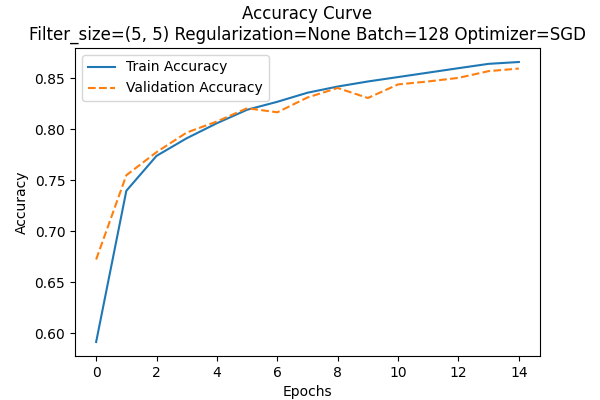 Accuracy Curve
Filter_size=(5, 5) Regularization=None Batch=128 Optimizer=SGD
Train Accuracy
Validation Accuracy
0.85
0.80
0.75
0.70
0.65
0.60
Accuracy
0 2 4 6 8 10 12 14
Epochs